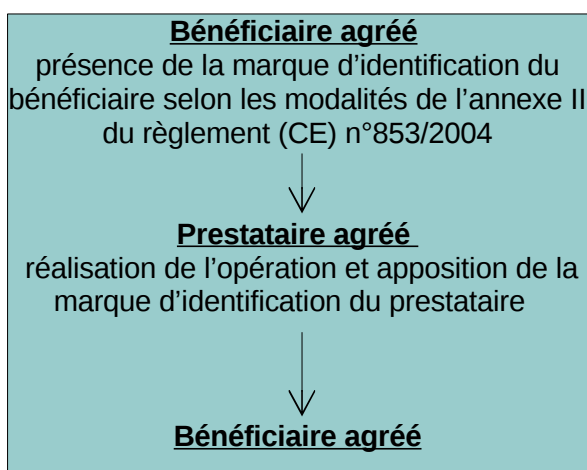 Bénéficiaire agréé
présence de la marque d’identification du
bénéficiaire selon les modalités de l’annexe II
du règlement (CE) n°853/2004
Prestataire agréé
réalisation de l’opération et apposition de la
marque d’identification du prestataire
Bénéficiaire agréé